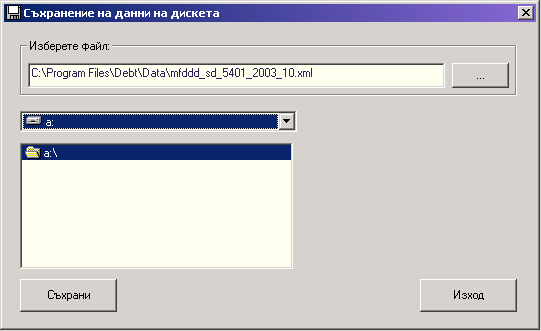 Съхранение на данни на дискета
Изберете файл:
C:\Program Files\Debt\Data\mfddd_sd_5401_2003_10.xml
...
a:
a:\
Съхрани
Изход